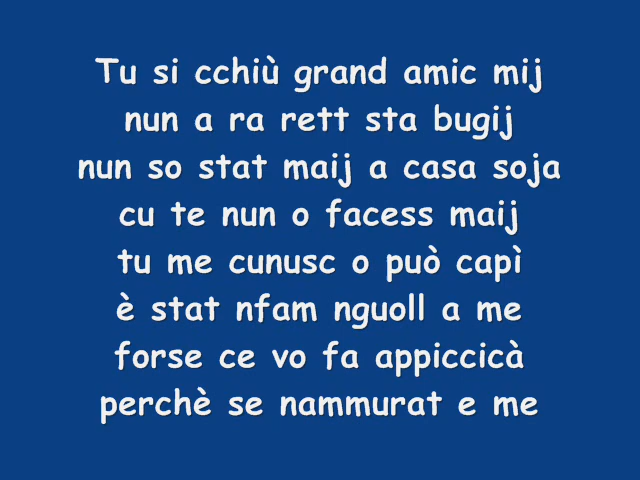 Tu si cchiù grand amic mij
nun a ra rett sta bugij
nun so stat maij a casa soja
cu te nun o facess maij
tu me cunusc o può capì
è stat nfam nguoll a me
forse ce vo fa appiccicà
perchè se nammurat e me